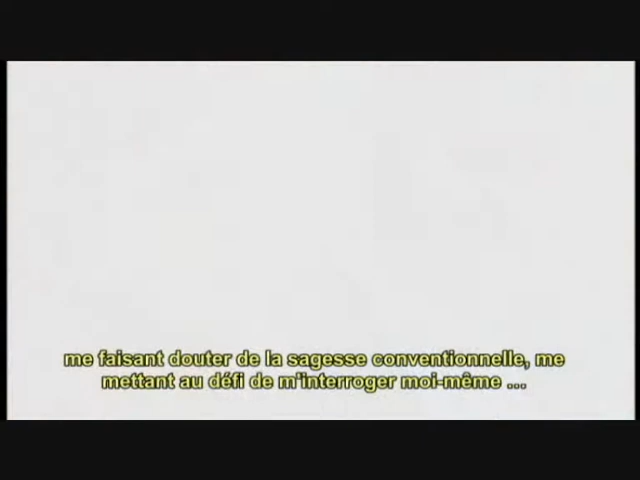 me faisant douter de la sagesse conventionnelle, me
mettant au défi de m'interroger moi-même ...